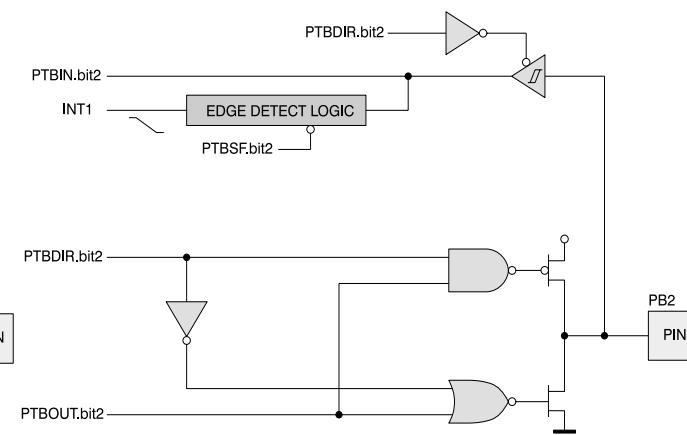 PTBDIR.bit2
PTBIN.bit2
INT1
EDGE DETECT LOGIC
PTBSF.bit2
PTBDIR.bit2
PB2
N
PIN
PTBOUT.bit2